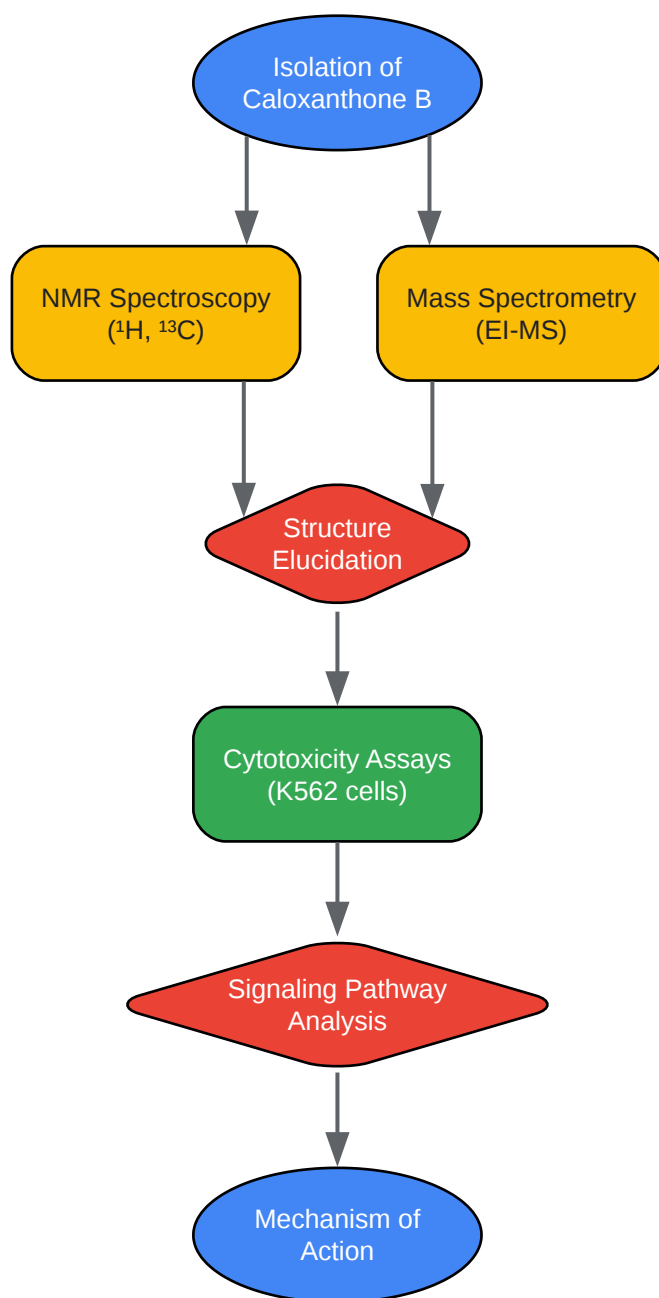 Isolation of
Caloxanthone B
NMR Spectroscopy
(¹H, ¹³C)
Mass Spectrometry
(EI-MS)
Structure
Elucidation
Cytotoxicity Assays
(K562 cells)
Signaling Pathway
Analysis
Mechanism of
Action